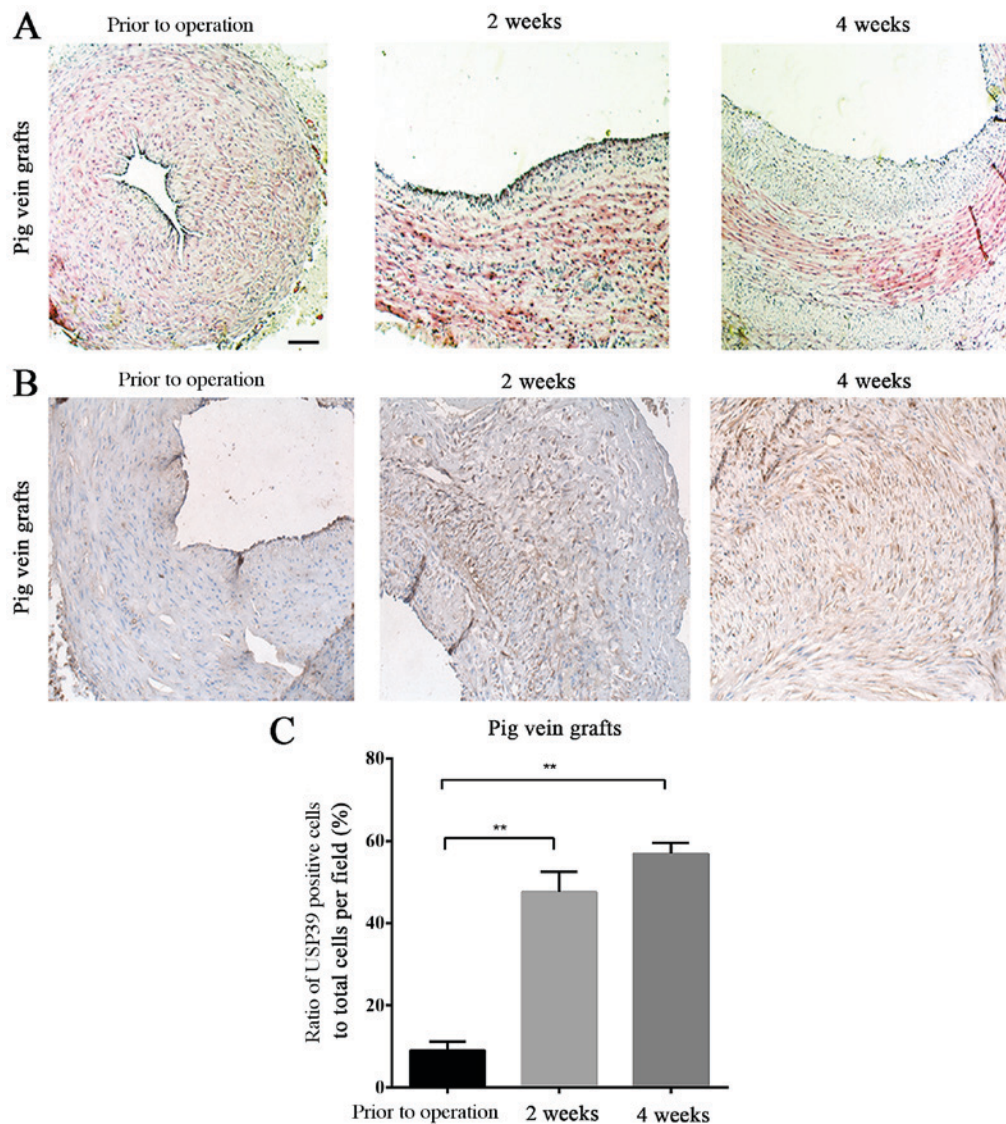 A
Prior to operation
2 weeks
4 weeks
Pig vein grafts
B
Prior to operation
2 weeks
4 weeks
Pig vein grafts
C
Pig vein grafts
Ratio of USP39 positive cells
to total cells per field (%)
80
60
40
20
0
**
**
Prior to operation
2 weeks
4 weeks